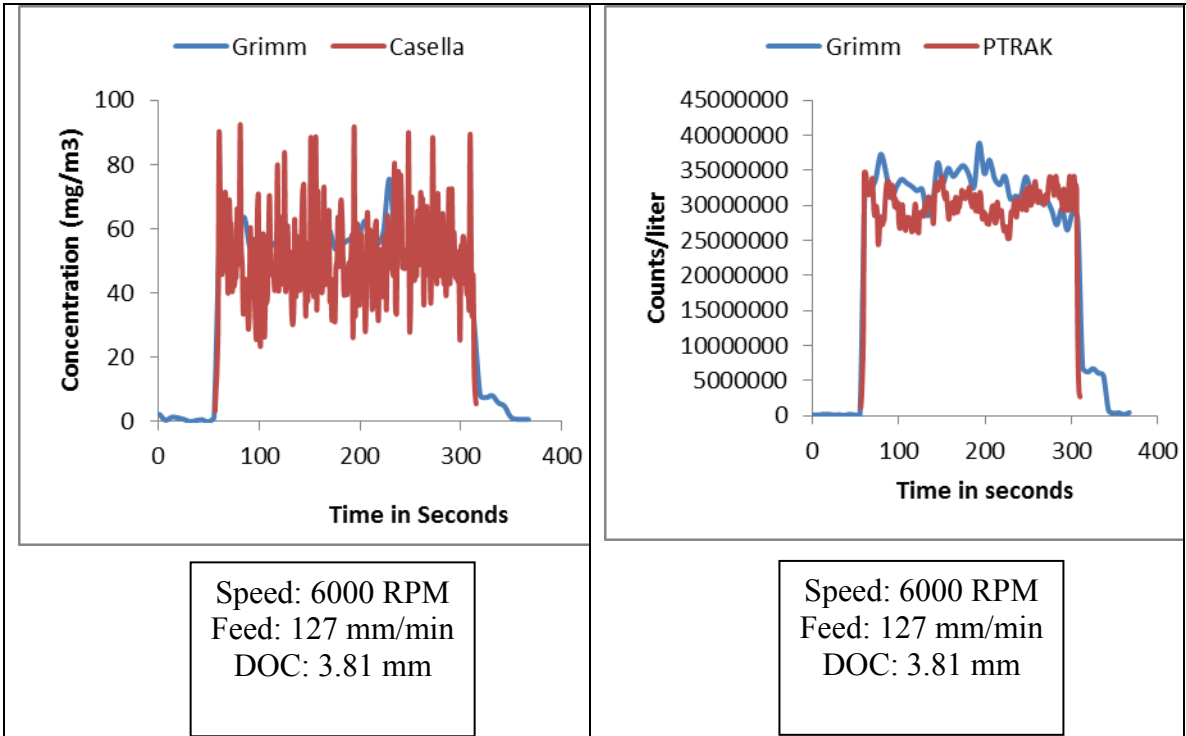 Grimm Casella
Concentration (mg/m3)
100
80
60
40
20
0
0 100 200 300 400
Time in Seconds
Speed: 6000 RPM
Feed: 127 mm/min
DOC: 3.81 mm
Grimm PTRAK
Counts/liter
45000000
40000000
35000000
30000000
25000000
20000000
15000000
10000000
5000000
0
0 100 200 300 400
Time in seconds
Speed: 6000 RPM
Feed: 127 mm/min
DOC: 3.81 mm